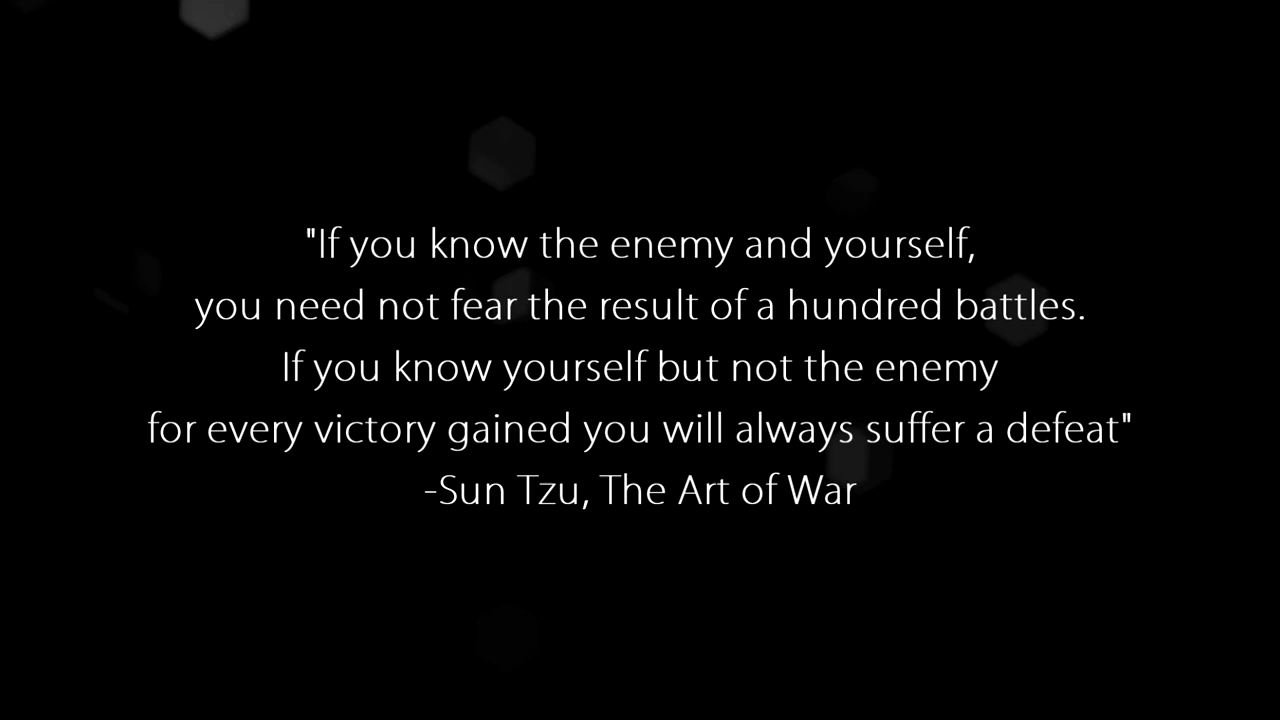 "If you know the enemy and yourself,
you need not fear the result of a hundred battles.
If you know yourself but not the enemy
for every victory gained you will always suffer a defeat"
-Sun Tzu, The Art of War